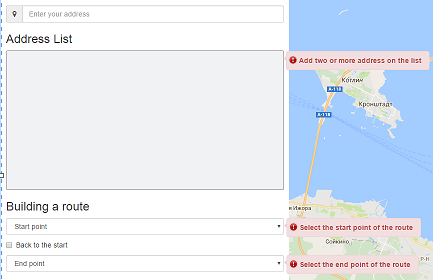 Enter your address
Address List
Add two or more address on the list
Котлин
А-118
Кронштадт
А-118
Building a route
я Ижора
Start point
Select the start point of the route
Сойкино
Back to the start
End point
Select the end point of the route
Р-Н